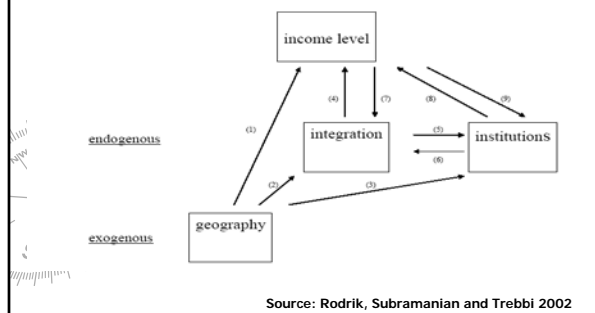 income level
(1)
(4)
(7)
(8)
(9)
endogenous
integration
(5)
(6)
institutions
(2)
(3)
exogenous
geography
Source: Rodrik, Subramanian and Trebbi 2002